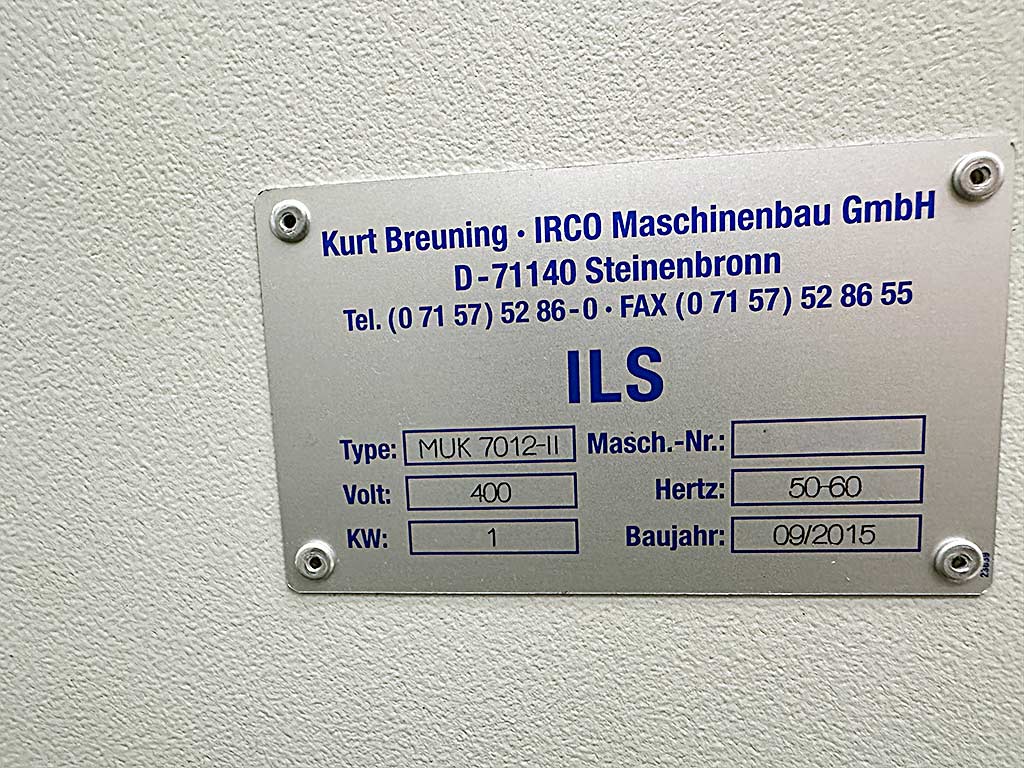 Kurt Breuning · IRCO Maschinenbau GmbH
D-71140 Steinenbronn
Tel. (0 71 57) 52 86-0 · FAX (0 71 57) 52 86 55
ILS
Type: MUK 7012-II Masch.-Nr.:
Volt: 400 Hertz: 50-60
KW: 1 Baujahr: 09/2015